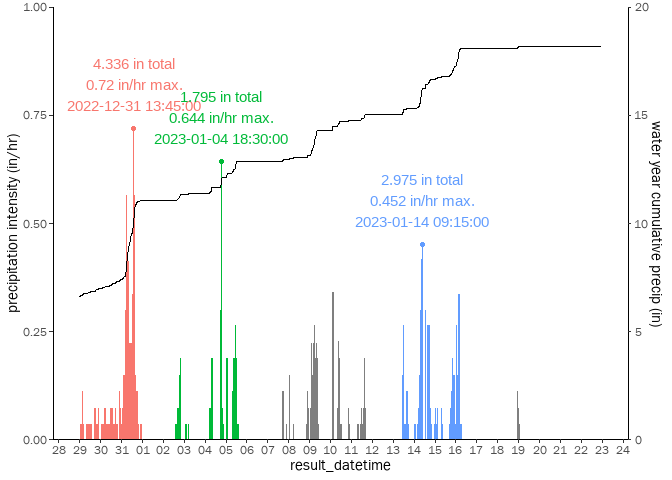 1.00
0.75
0.50
0.25
0.00
precipitation intensity (in/hr)
4.336 in total
0.72 in/hr max.
2022-12-31 13:45:00
1.795 in total
0.644 in/hr max.
2023-01-04 18:30:00
2.975 in total
0.452 in/hr max.
2023-01-14 09:15:00
20
15
10
5
0
water year cumulative precip (in)
28 29 30 31 01 02 03 04 05 06 07 08 09 10 11 12 13 14 15 16 17 18 19 20 21 22 23 24
result_datetime